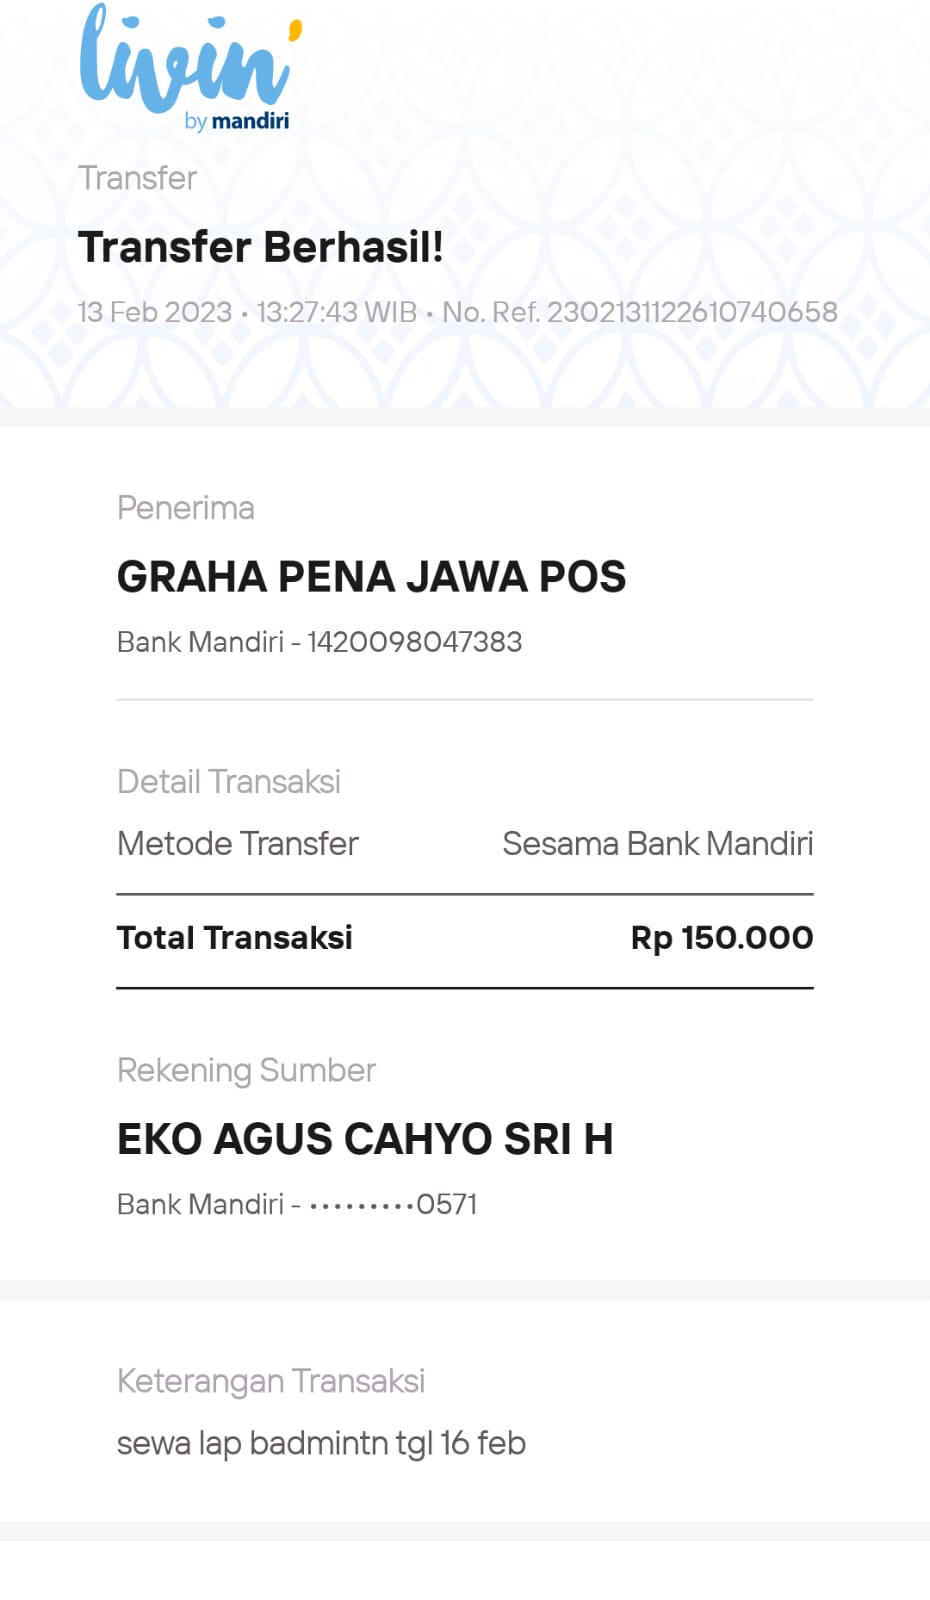 livin'
by mandiri
Transfer
Transfer Berhasil!
13 Feb 2023 • 13:27:43 WIB • No. Ref. 2302131122610740658
Penerima
GRAHA PENA JAWA POS
Bank Mandiri - 1420098047383
Detail Transaksi
Metode Transfer Sesama Bank Mandiri
Total Transaksi Rp 150.000
Rekening Sumber
EKO AGUS CAHYO SRI H
Bank Mandiri - •••••••••0571
Keterangan Transaksi
sewa lap badmintn tgl 16 feb